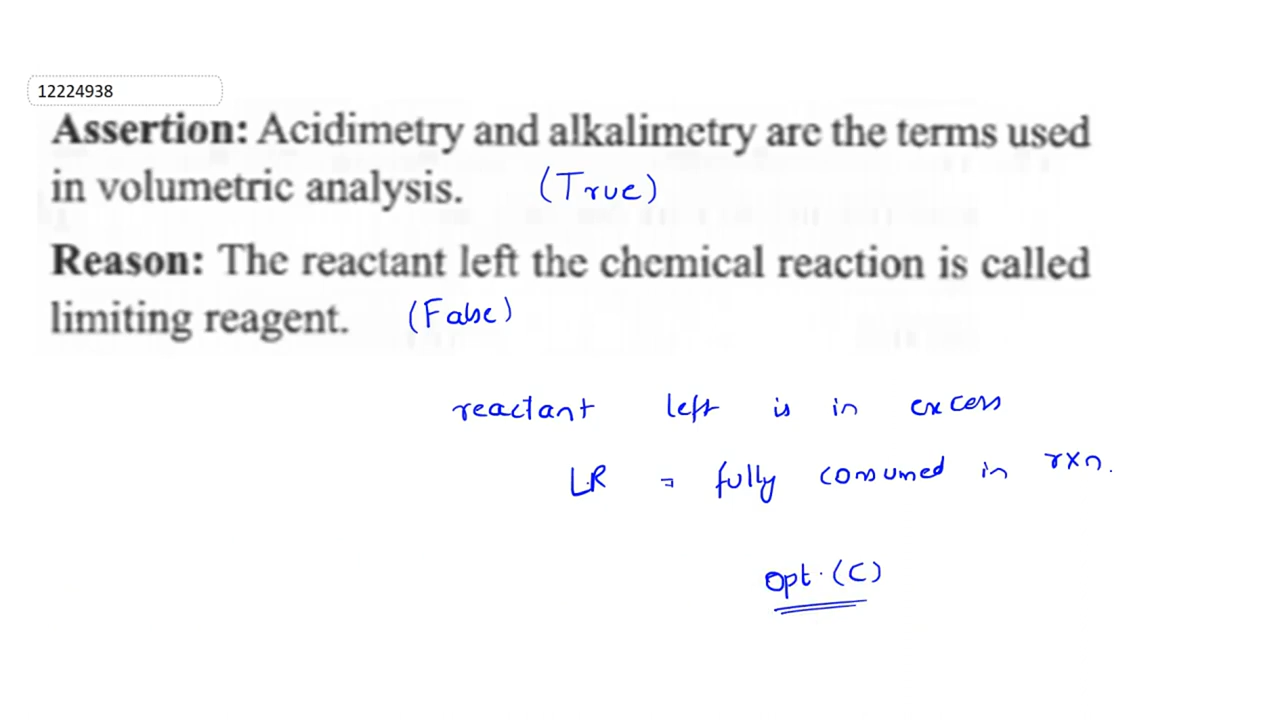 12224938
Assertion: Acidimetry and alkalimetry are the terms used
in volumetric analysis. (True)
Reason: The reactant left the chemical reaction is called
limiting reagent. (False)
reactant left is in excess
LR = fully consumed in rxn.
opt. (C)